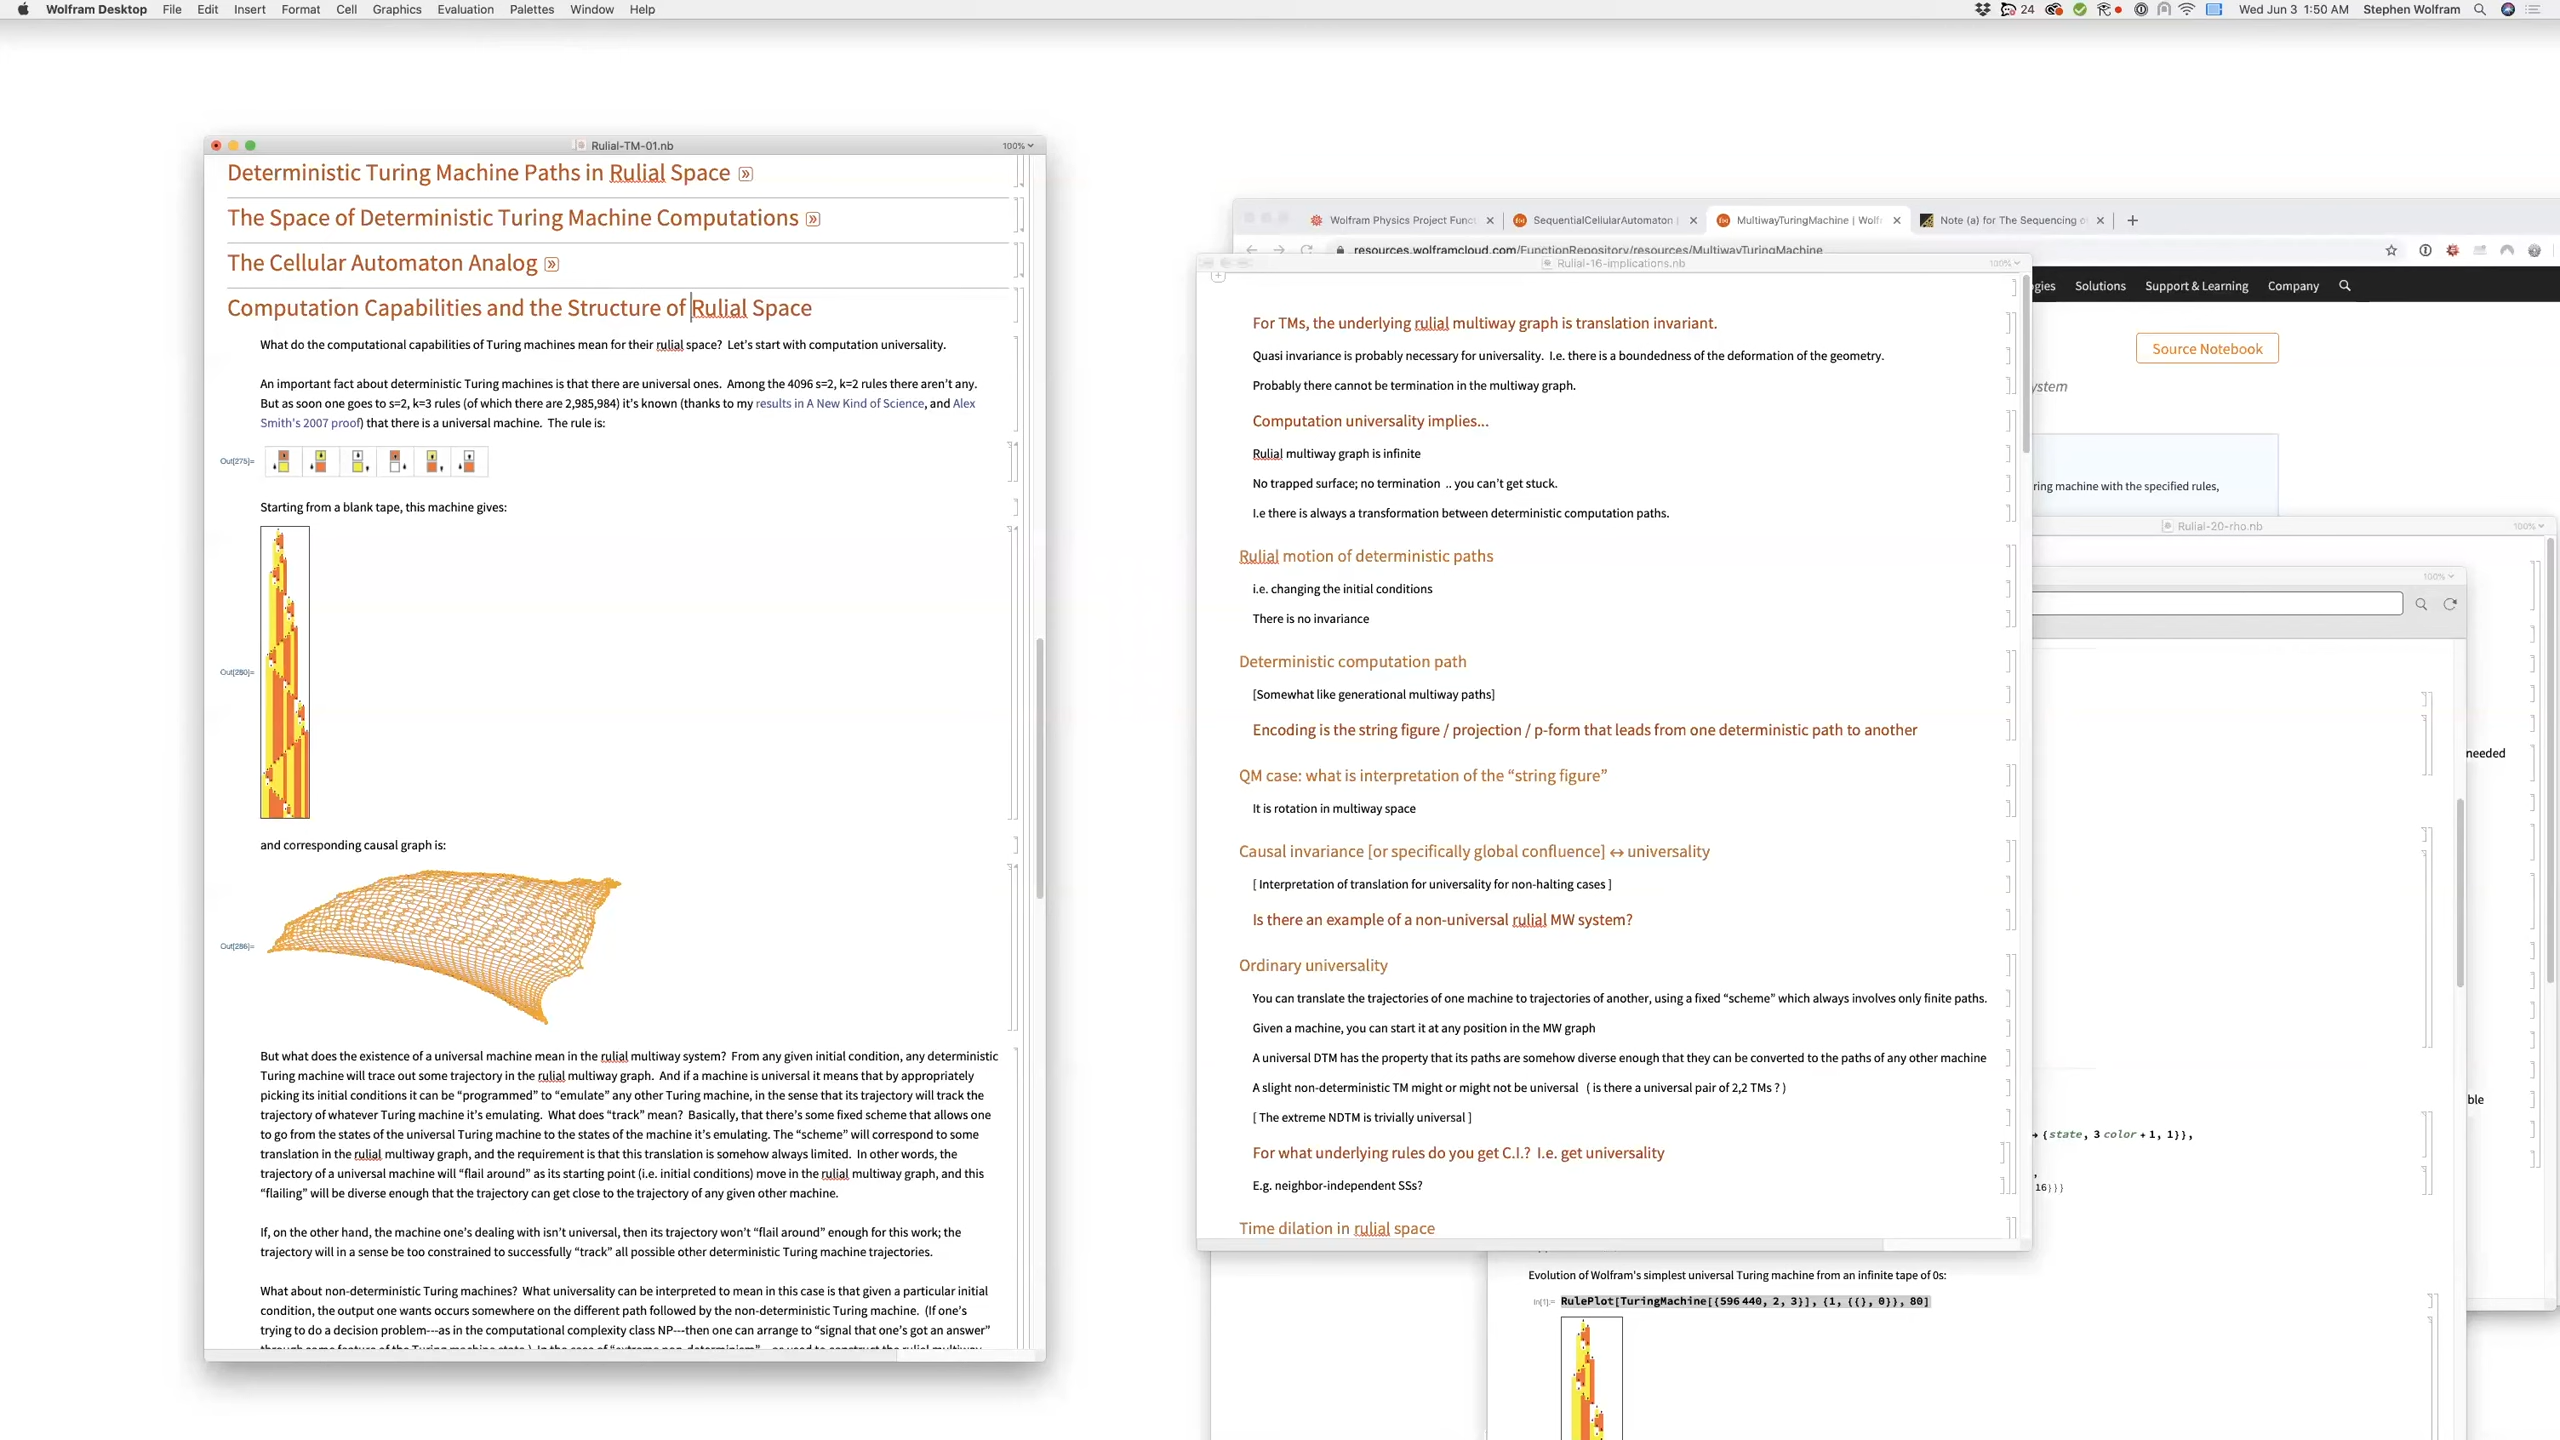 Wolfram Desktop File Edit Insert Format Cell Graphics Evaluation Palettes Window Help
24 Wed Jun 3 1:50 AM Stephen Wolfram
Rulial-TM-01.nb 100%
Deterministic Turing Machine Paths in Rulial Space
The Space of Deterministic Turing Machine Computations
The Cellular Automaton Analog
Computation Capabilities and the Structure of Rulial Space
What do the computational capabilities of Turing machines mean for their rulial space? Let's start with computation universality.
An important fact about deterministic Turing machines is that there are universal ones. Among the 4096 s=2, k=2 rules there aren't any.
But as soon one goes to s=2, k=3 rules (of which there are 2,985,984) it's known (thanks to my results in A New Kind of Science, and Alex
Smith's 2007 proof) that there is a universal machine. The rule is:
Out[275]=
Starting from a blank tape, this machine gives:
Out[280]=
and corresponding causal graph is:
Out[286]=
But what does the existence of a universal machine mean in the rulial multiway system? From any given initial condition, any deterministic
Turing machine will trace out some trajectory in the rulial multiway graph. And if a machine is universal it means that by appropriately
picking its initial conditions it can be "programmed" to "emulate" any other Turing machine, in the sense that its trajectory will track the
trajectory of whatever Turing machine it's emulating. What does "track" mean? Basically, that there's some fixed scheme that allows one
to go from the states of the universal Turing machine to the states of the machine it's emulating. The "scheme" will correspond to some
translation in the rulial multiway graph, and the requirement is that this translation is somehow always limited. In other words, the
trajectory of a universal machine will "flail around" as its starting point (i.e. initial conditions) move in the rulial multiway graph, and this
"flailing" will be diverse enough that the trajectory can get close to the trajectory of any given other machine.
If, on the other hand, the machine one's dealing with isn't universal, then its trajectory won't "flail around" enough for this work; the
trajectory will in a sense be too constrained to successfully "track" all possible other deterministic Turing machine trajectories.
What about non-deterministic Turing machines? What universality can be interpreted to mean in this case is that given a particular initial
condition, the output one wants occurs somewhere on the different path followed by the non-deterministic Turing machine. (If one's
trying to do a decision problem---as in the computational complexity class NP---then one can arrange to "signal that one's got an answer"
Wolfram Physics Project Funct
SequentialCellularAutomaton |
MultiwayTuringMachine | Wolf
Note (a) for The Sequencing o
resources.wolframcloud.com/FunctionRepository/resources/MultiwayTuringMachine
Rulial-16-implications.nb 100%
For TMs, the underlying rulial multiway graph is translation invariant.
Quasi invariance is probably necessary for universality. I.e. there is a boundedness of the deformation of the geometry.
Probably there cannot be termination in the multiway graph.
Computation universality implies...
Rulial multiway graph is infinite
No trapped surface; no termination .. you can't get stuck.
I.e there is always a transformation between deterministic computation paths.
Rulial motion of deterministic paths
i.e. changing the initial conditions
There is no invariance
Deterministic computation path
[Somewhat like generational multiway paths]
Encoding is the string figure / projection / p-form that leads from one deterministic path to another
QM case: what is interpretation of the "string figure"
It is rotation in multiway space
Causal invariance [or specifically global confluence] ↔ universality
[ Interpretation of translation for universality for non-halting cases ]
Is there an example of a non-universal rulial MW system?
Ordinary universality
You can translate the trajectories of one machine to trajectories of another, using a fixed "scheme" which always involves only finite paths.
Given a machine, you can start it at any position in the MW graph
A universal DTM has the property that its paths are somehow diverse enough that they can be converted to the paths of any other machine
A slight non-deterministic TM might or might not be universal ( is there a universal pair of 2,2 TMs ? )
[ The extreme NDTM is trivially universal ]
For what underlying rules do you get C.I.? I.e. get universality
E.g. neighbor-independent SSs?
Time dilation in rulial space
gies Solutions Support & Learning Company
Source Notebook
ystem
ring machine with the specified rules,
Rulial-20-rho.nb 100%
100%
needed
ble
→ {state, 3 color + 1, 1}},
,
16}}}
Evolution of Wolfram's simplest universal Turing machine from an infinite tape of 0s:
In[1]:= RulePlot[TuringMachine[{596 440, 2, 3}], {1, {{}, 0}}, 80]